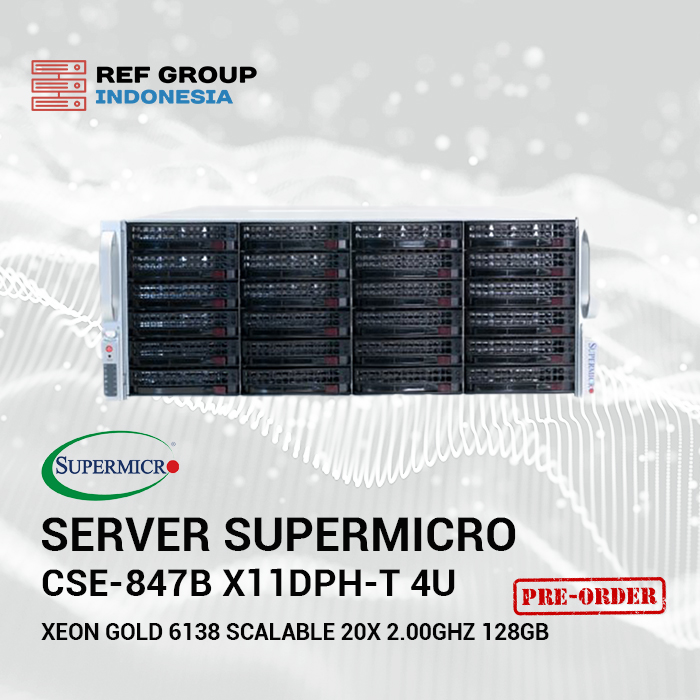 REF GROUP
INDONESIA
SUPERMICRO
SUPERMICRO
SERVER SUPERMICRO
CSE-847B X11DPH-T 4U
PRE-ORDER
XEON GOLD 6138 SCALABLE 20X 2.00GHZ 128GB